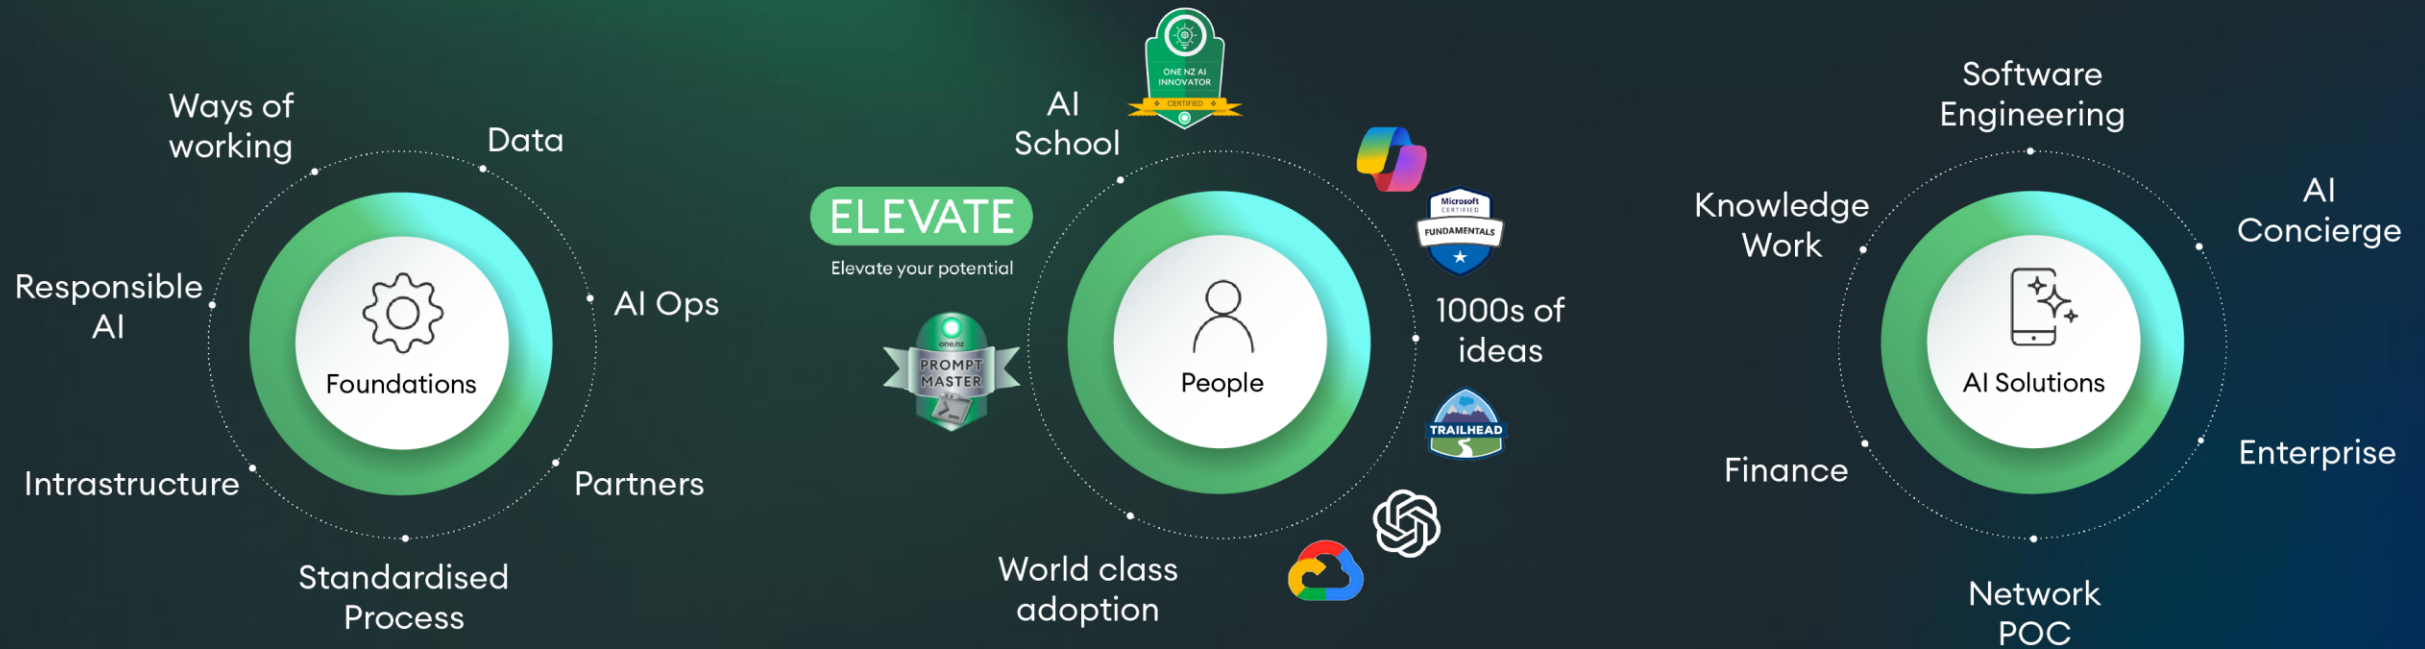 Ways of
working
Data
Responsible
AI
AI Ops
Foundations
Intrastructure
Partners
Standardised
Process
AI
School
ONE NZ AI
INNOVATOR
CERTIFIED
ELEVATE
Elevate your potential
one.nz
PROMPT
MASTER
Microsoft
CERTIFIED
FUNDAMENTALS
1000s of
ideas
People
TRAILHEAD
World class
adoption
Software
Engineering
Knowledge
Work
AI
Concierge
AI Solutions
Finance
Enterprise
Network
POC